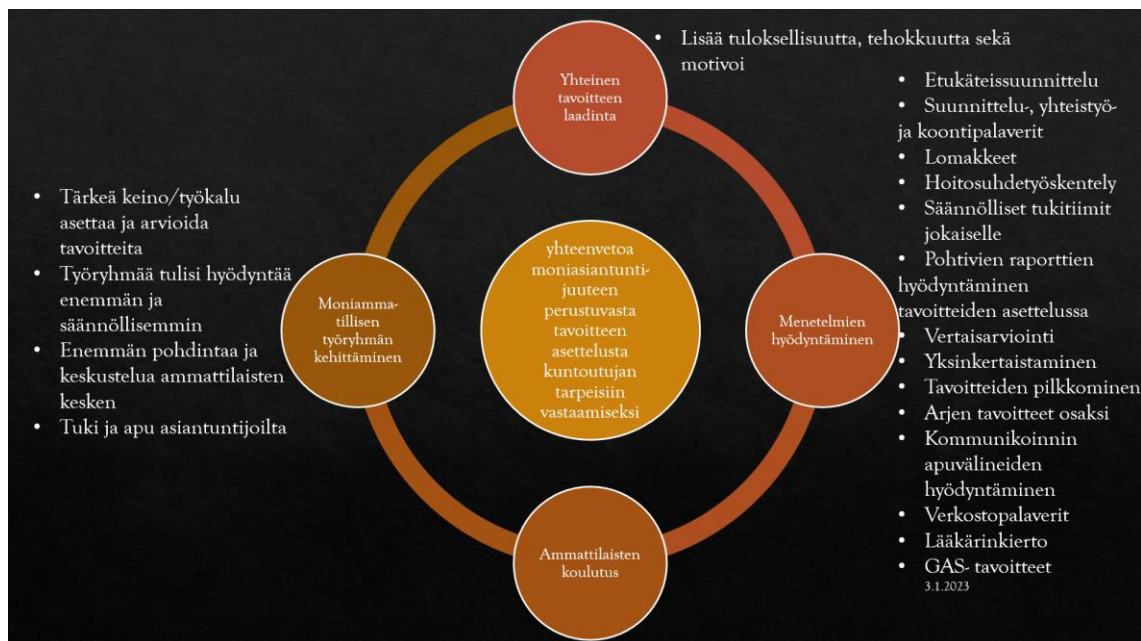 • Lisää tuloksellisuutta, tehokkuutta sekä
motivoi
Yhteinen
tavoitteen
laadinta
• Etukäteissuunnittelu
• Suunnittelu-, yhteistyö-
ja koontipalaverit
• Lomakkeet
• Hoitosuhdetyöskentely
• Säännölliset tukitiimit
jokaiselle
• Pohtivien raporttien
hyödyntäminen
tavoitteiden asettelussa
• Vertaisarviointi
• Yksinkertaistaminen
• Tavoitteiden pilkkominen
• Arjen tavoitteet osaksi
• Kommunikoinnin
apuvälineiden
hyödyntäminen
• Verkostopalaverit
• Lääkärinkierto
• GAS- tavoitteet
3.1.2023
Menetelmien
hyödyntäminen
yhteenvetoa
moniasiantunti-
juuteen
perustuvasta
tavoitteen
asettelusta
kuntoutujan
tarpeisiin
vastaamiseksi
Moniamma-
tillisen
työryhmän
kehittäminen
• Tärkeä keino/työkalu
asettaa ja arvioida
tavoitteita
• Työryhmää tulisi hyödyntää
enemmän ja
säännöllisemmin
• Enemmän pohdintaa ja
keskustelua ammattilaisten
kesken
• Tuki ja apu asiantuntijoilta
Ammattilaisten
koulutus